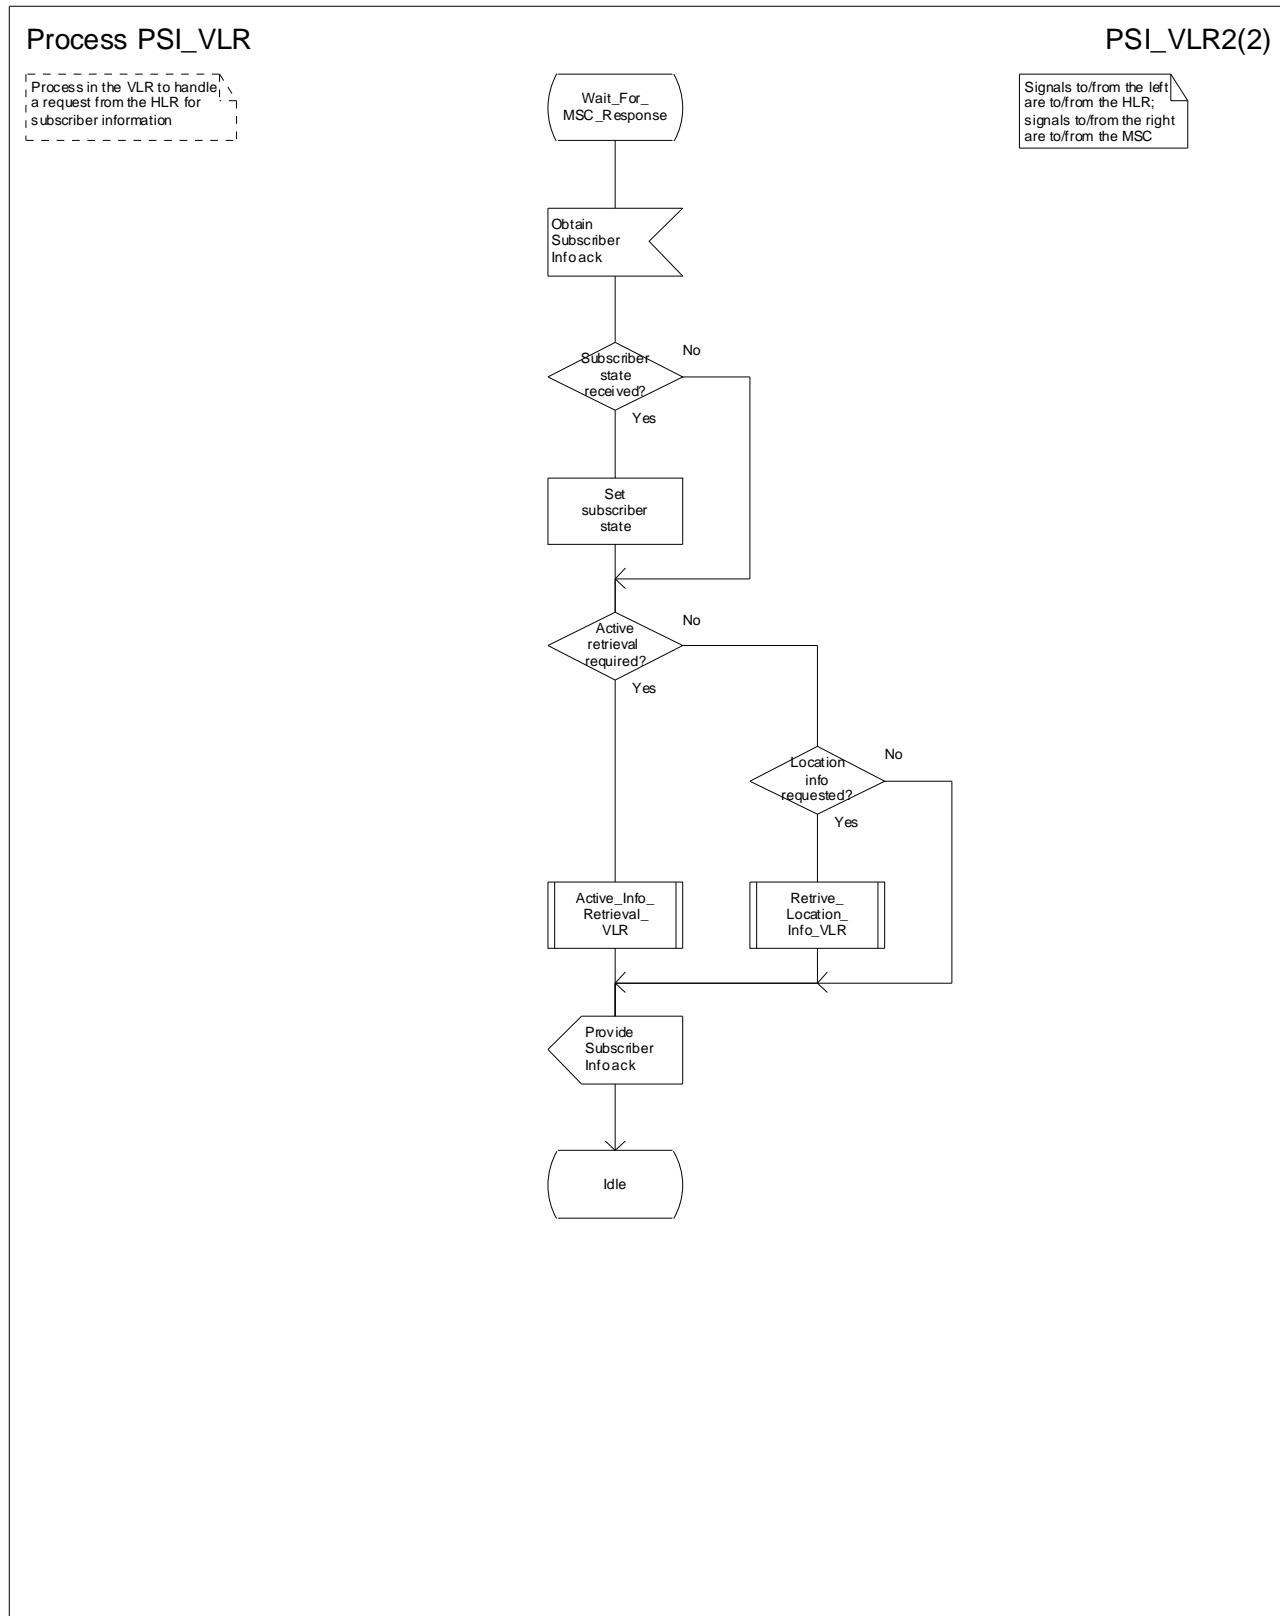 Process PSI_VLR
PSI_VLR2(2)
Process in the VLR to handle
a request from the HLR for
subscriber information
Signals to/from the left
are to/from the HLR;
signals to/from the right
are to/from the MSC
Wait_For_
MSC_Response
Obtain
Subscriber
Info ack
Subscriber
state
received?
No
Yes
Set
subscriber
state
Active
retrieval
required?
No
Yes
Location
info
requested?
No
Yes
Active_Info_
Retrieval_
VLR
Retrive_
Location_
Info_VLR
Provide
Subscriber
Info ack
Idle